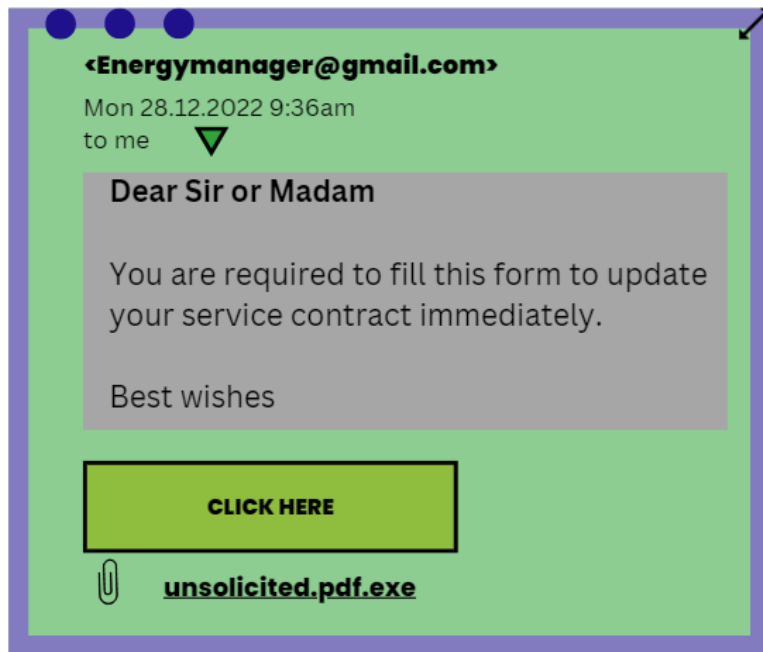 <Energymanager@gmail.com>
Mon 28.12.2022 9:36am
to me
Dear Sir or Madam
You are required to fill this form to update
your service contract immediately.
Best wishes
CLICK HERE
unsolicited.pdf.exe